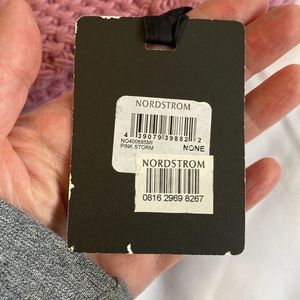 NORDSTROM
4 39079 39882 2
NO400685MI
PINK STORM NONE
NORDSTROM
0816 2969 8267